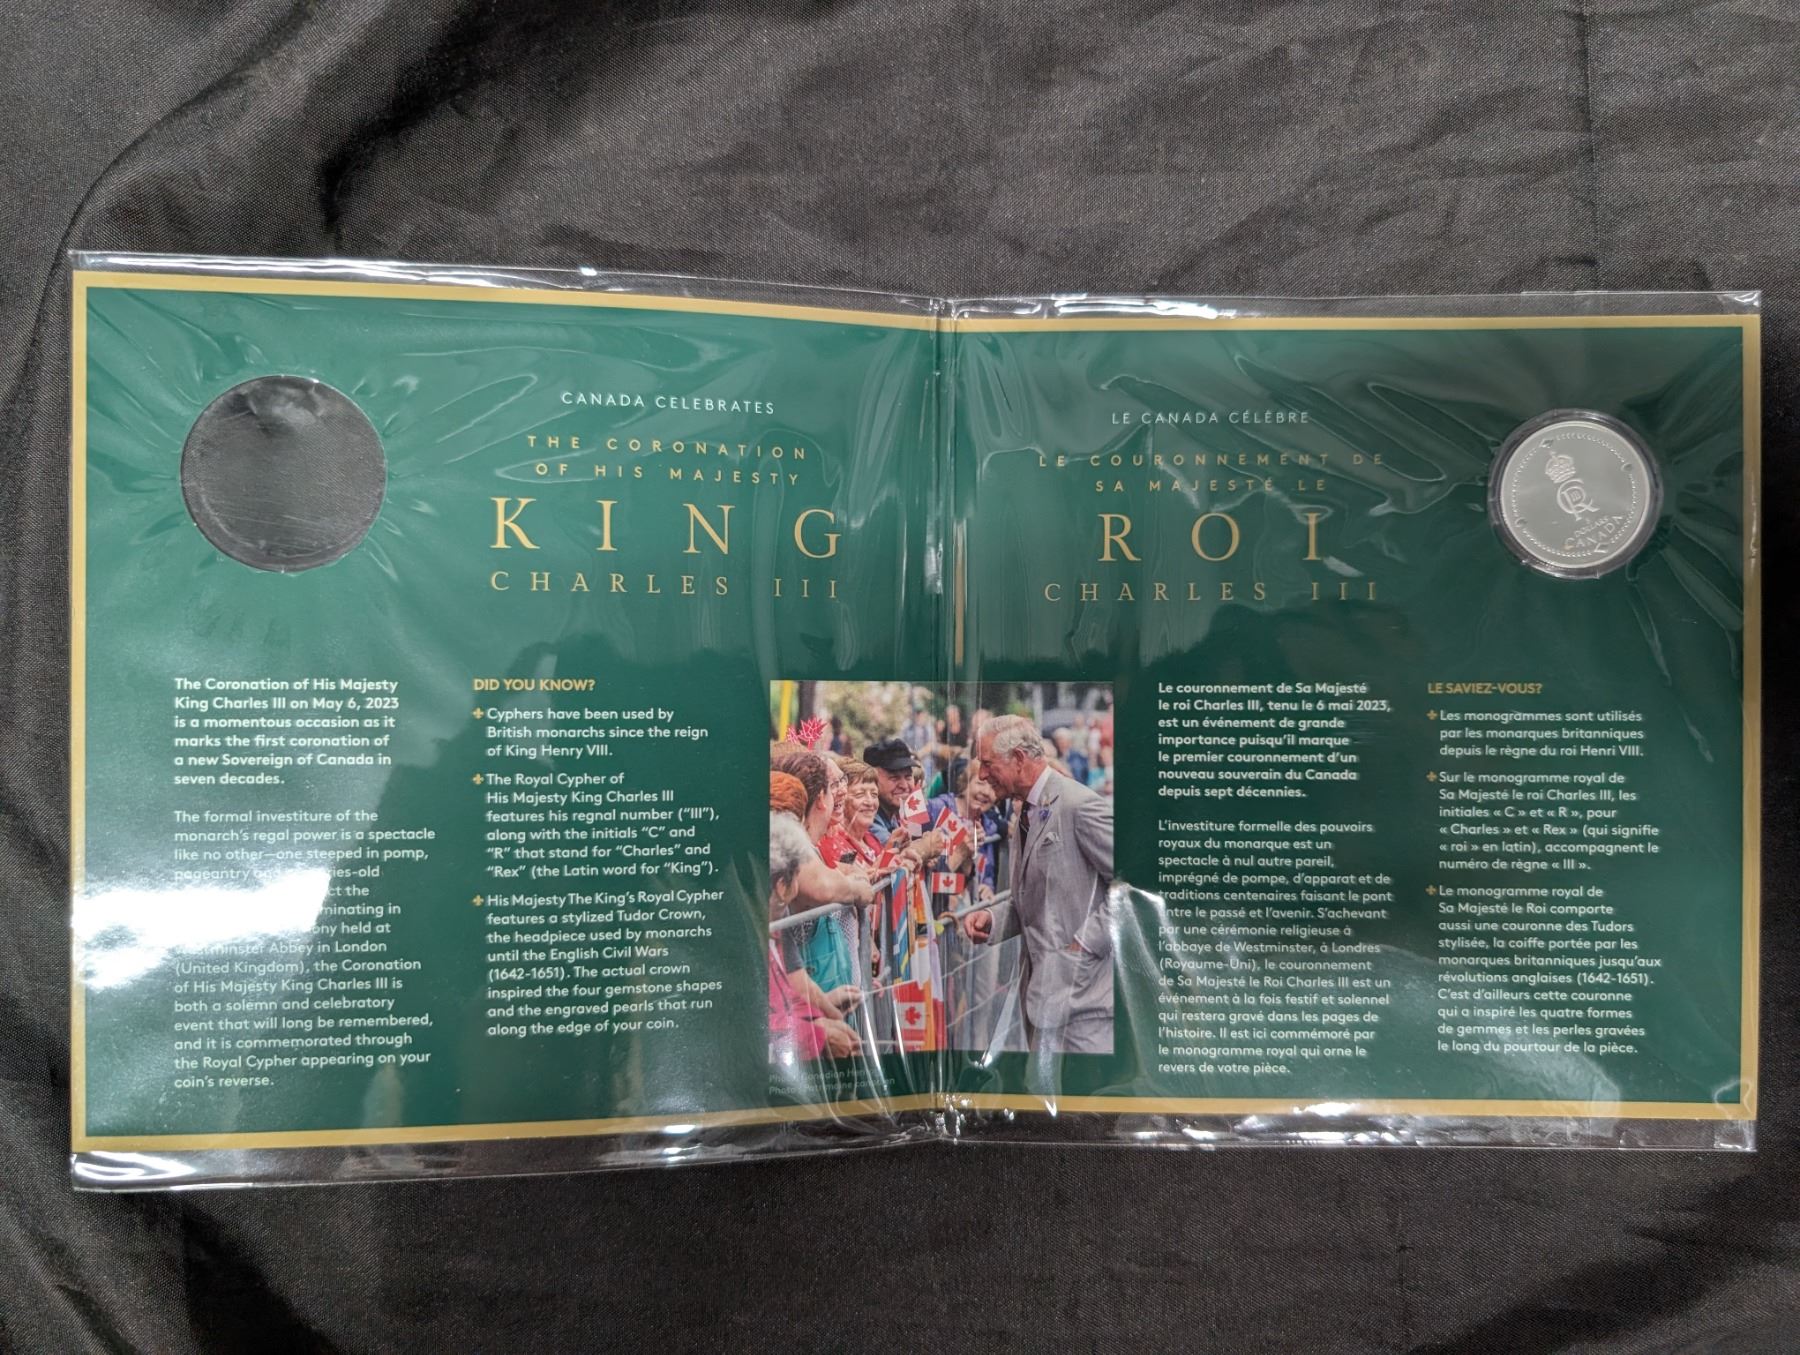 CANADA CELEBRATES
THE CORONATION
OF HIS MAJESTY
KING
CHARLES III
The Coronation of His Majesty
King Charles III on May 6, 2023
is a momentous occasion as it
marks the first coronation of
a new Sovereign of Canada in
seven decades.
The formal investiture of the
monarch's regal power is a spectacle
like no other—one steeped in pomp,
pageantry
the
in
held at
Westminster Abbey in London
(United Kingdom), the Coronation
of His Majesty King Charles III is
both a solemn and celebratory
event that will long be remembered,
and it is commemorated through
the Royal Cypher appearing on your
coin's reverse.
DID YOU KNOW?
Cyphers have been used by
British monarchs since the reign
of King Henry VIII.
The Royal Cypher of
His Majesty King Charles III
features his regnal number ("III"),
along with the initials "C" and
"R" that stand for "Charles" and
"Rex" (the Latin word for "King").
His Majesty The King's Royal Cypher
features a stylized Tudor Crown,
the headpiece used by monarchs
until the English Civil Wars
(1642-1651). The actual crown
inspired the four gemstone shapes
and the engraved pearls that run
along the edge of your coin.
Canadian
Photo : Patrimoine canadien
LE CANADA CÉLÈBRE
LE COURONNEMENT DE
SA MAJESTÉ LE
ROI
CHARLES III
Le couronnement de Sa Majesté
le roi Charles III, tenu le 6 mai 2023,
est un événement de grande
importance puisqu'il marque
le premier couronnement d'un
nouveau souverain du Canada
depuis sept décennies.
L'investiture formelle des pouvoirs
royaux du monarque est un
spectacle à nul autre pareil,
imprégné de pompe, d'apparat et de
traditions centenaires faisant le pont
entre le passé et l'avenir. S'achevant
par une cérémonie religieuse à
l'abbaye de Westminster, à Londres
(Royaume-Uni), le couronnement
de Sa Majesté le Roi Charles III est un
événement à la fois festif et solennel
qui restera gravé dans les pages de
l'histoire. Il est ici commémoré par
le monogramme royal qui orne le
revers de votre pièce.
LE SAVIEZ-VOUS?
Les monogrammes sont utilisés
par les monarques britanniques
depuis le règne du roi Henri VIII.
Sur le monogramme royal de
Sa Majesté le roi Charles III, les
initiales « C » et « R », pour
« Charles » et « Rex » (qui signifie
« roi » en latin), accompagnent le
numéro de règne « III ».
Le monogramme royal de
Sa Majesté le Roi comporte
aussi une couronne des Tudors
stylisée, la coiffe portée par les
monarques britanniques jusqu'aux
révolutions anglaises (1642-1651).
C'est d'ailleurs cette couronne
qui a inspiré les quatre formes
de gemmes et les perles gravées
le long du pourtour de la pièce.
DOLLARS
CANADA